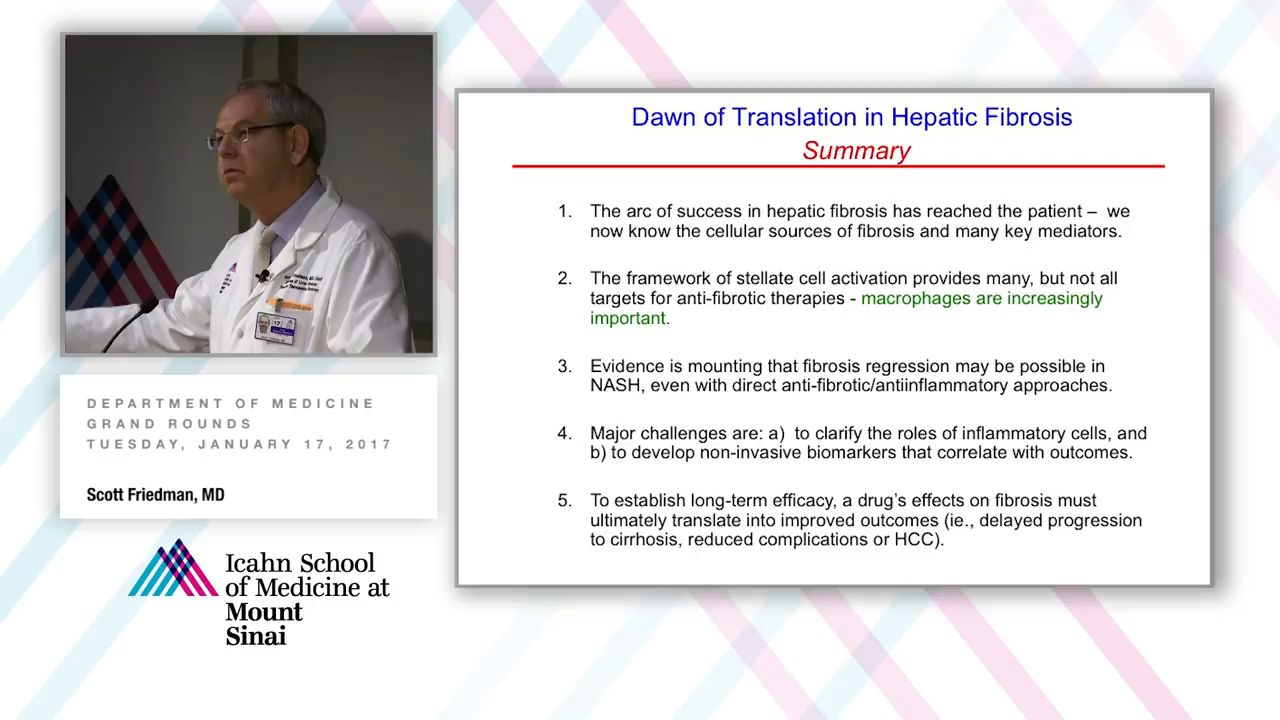 DEPARTMENT OF MEDICINE
GRAND ROUNDS
TUESDAY, JANUARY 17, 2017
Scott Friedman, MD
Icahn School
of Medicine at
Mount
Sinai
Dawn of Translation in Hepatic Fibrosis
Summary
1. The arc of success in hepatic fibrosis has reached the patient – we
now know the cellular sources of fibrosis and many key mediators.
2. The framework of stellate cell activation provides many, but not all
targets for anti-fibrotic therapies - macrophages are increasingly
important.
3. Evidence is mounting that fibrosis regression may be possible in
NASH, even with direct anti-fibrotic/antiinflammatory approaches.
4. Major challenges are: a) to clarify the roles of inflammatory cells, and
b) to develop non-invasive biomarkers that correlate with outcomes.
5. To establish long-term efficacy, a drug's effects on fibrosis must
ultimately translate into improved outcomes (ie., delayed progression
to cirrhosis, reduced complications or HCC).